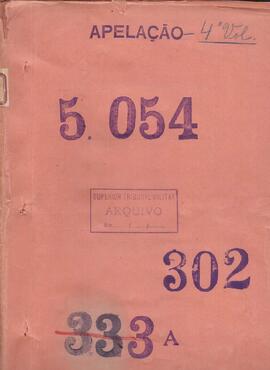 APELAÇÃO - 4º Vol.
5.054
SUPERIOR TRIBUNAL MILITAR
ARQUIVO
302
333 A